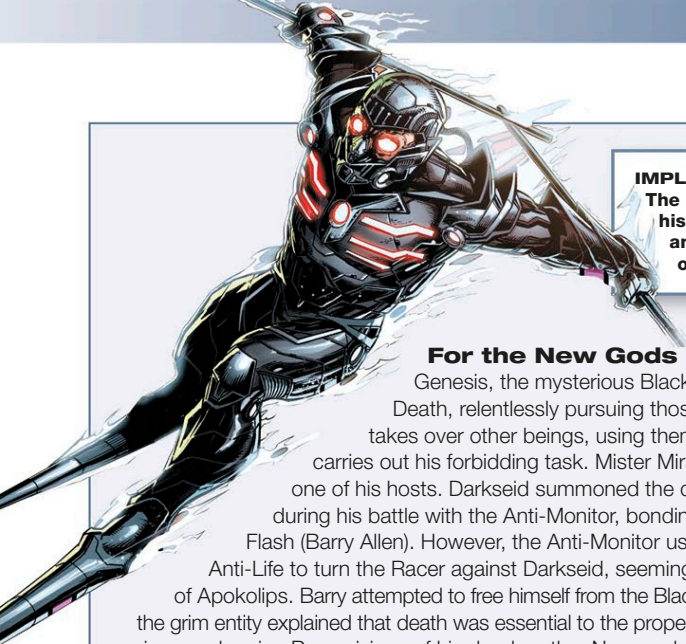 IMPL
The
his
an
o
For the New Gods
Genesis, the mysterious Black
Death, relentlessly pursuing thos
takes over other beings, using them
carries out his forbidding task. Mister Mir
one of his hosts. Darkseid summoned the
during his battle with the Anti-Monitor, bondin
Flash (Barry Allen). However, the Anti-Monitor us
Anti-Life to turn the Racer against Darkseid, seeming
of Apokolips. Barry attempted to free himself from the Blac
the grim entity explained that death was essential to the prope